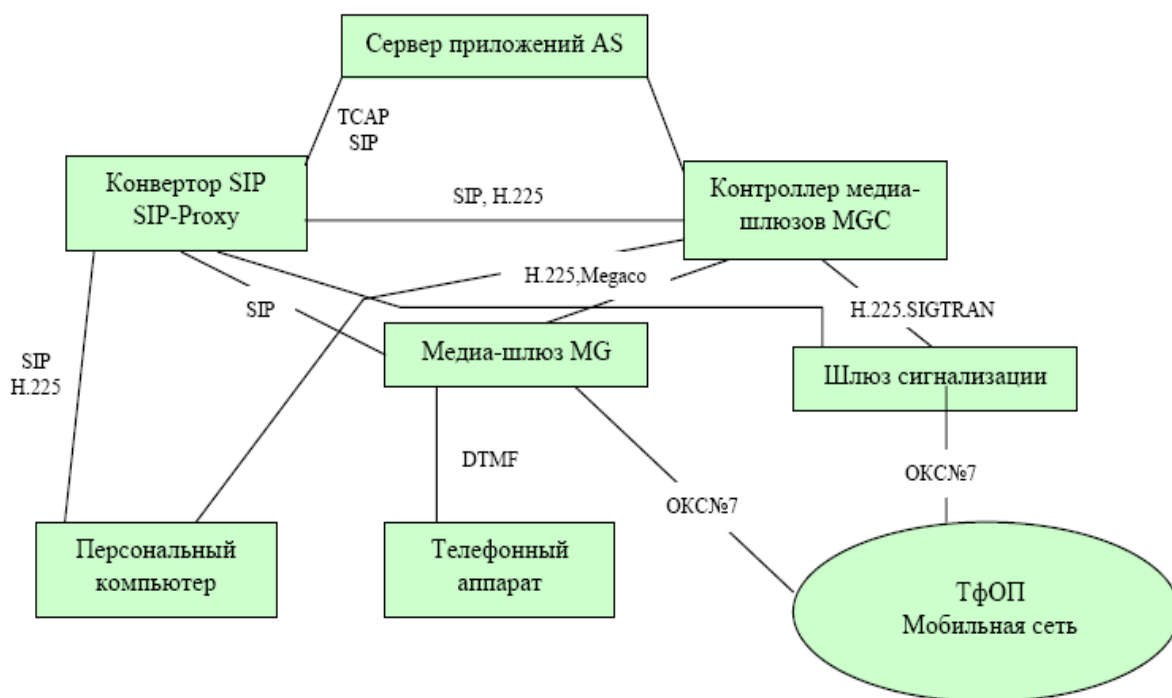 Сервер приложений AS
TCAP
SIP
Конвертор SIP
SIP-Proxy
SIP, H.225
Контроллер медиа-
шлюзов MGC
H.225,Megaco
SIP
H.225.SIGTRAN
SIP
H.225
Медиа-шлюз MG
Шлюз сигнализации
DTMF
ОКС№7
ОКС№7
Персональный
компьютер
Телефонный
аппарат
ТфОП
Мобильная сеть